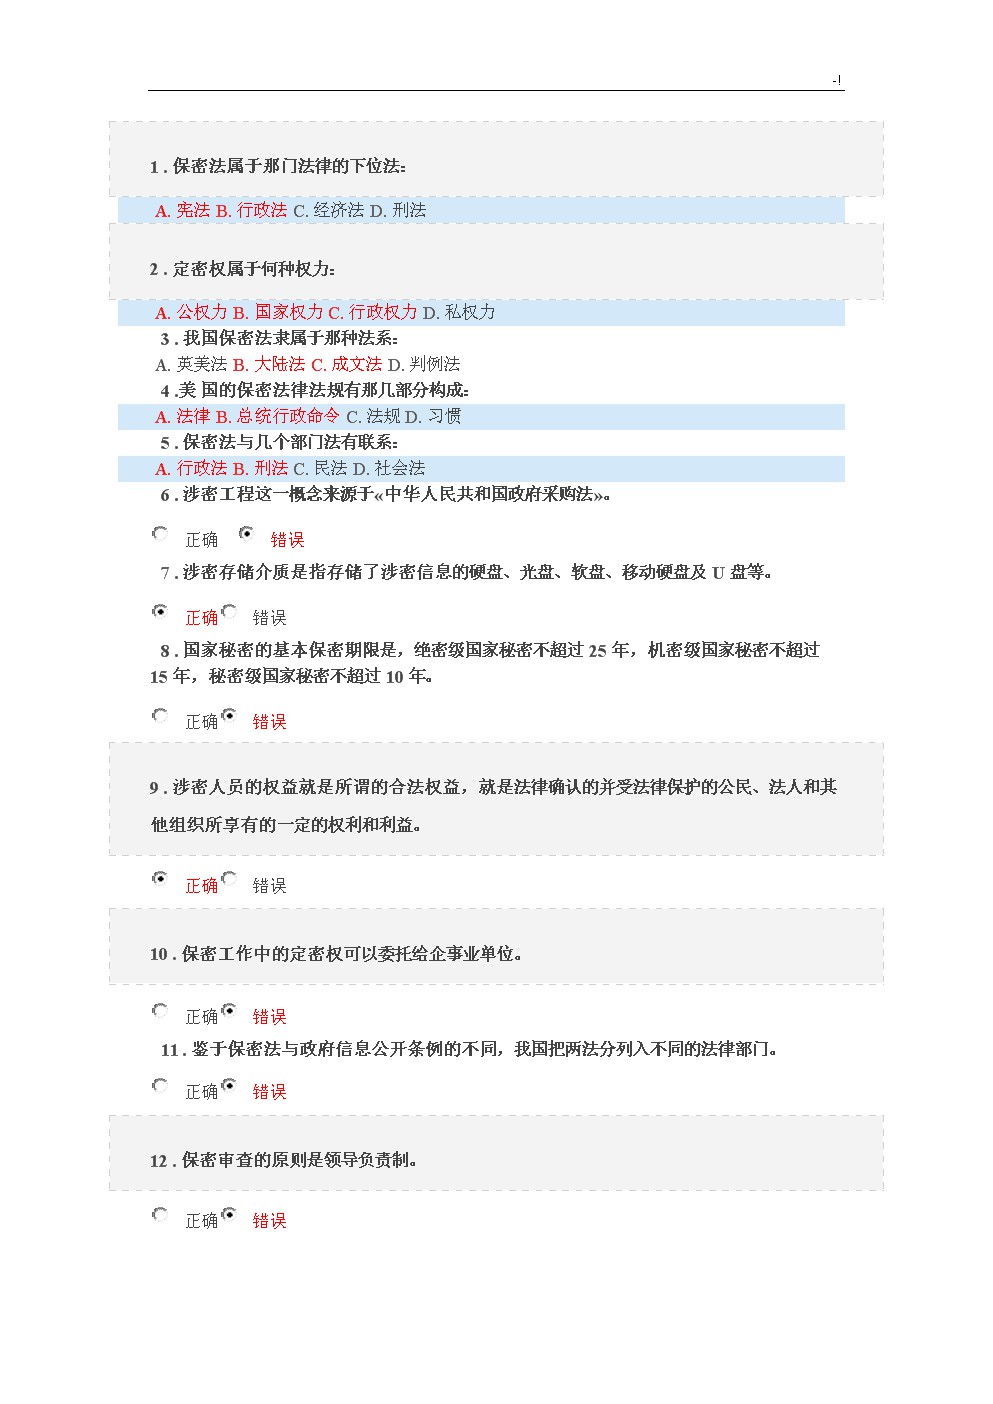 -!
1 . 保密法属于那门法律的下位法：
A. 宪法 B. 行政法 C. 经济法 D. 刑法
2 . 定密权属于何种权力：
A. 公权力 B. 国家权力 C. 行政权力 D. 私权力
3 . 我国保密法隶属于那种法系：
A. 英美法 B. 大陆法 C. 成文法 D. 判例法
4 .美 国的保密法律法规有那几部分构成：
A. 法律 B. 总统行政命令 C. 法规 D. 习惯
5 . 保密法与几个部门法有联系：
A. 行政法 B. 刑法 C. 民法 D. 社会法
6 . 涉密工程这一概念来源于«中华人民共和国政府采购法»。
正确 错误
7 . 涉密存储介质是指存储了涉密信息的硬盘、光盘、软盘、移动硬盘及 U 盘等。
正确 错误
8 . 国家秘密的基本保密期限是，绝密级国家秘密不超过 25 年，机密级国家秘密不超过
15 年，秘密级国家秘密不超过 10 年。
正确 错误
9 . 涉密人员的权益就是所谓的合法权益，就是法律确认的并受法律保护的公民、法人和其
他组织所享有的一定的权利和利益。
正确 错误
10 . 保密工作中的定密权可以委托给企事业单位。
正确 错误
11 . 鉴于保密法与政府信息公开条例的不同，我国把两法分列入不同的法律部门。
正确 错误
12 . 保密审查的原则是领导负责制。
正确 错误